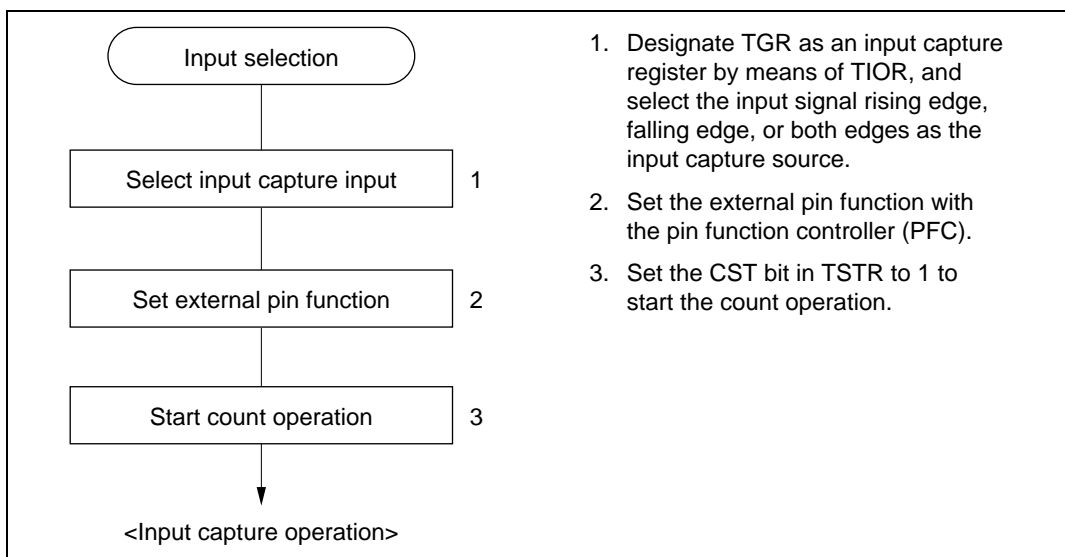 Input selection
Select input capture input 1
Set external pin function 2
Start count operation 3
<Input capture operation>
1. Designate TGR as an input capture
register by means of TIOR, and
select the input signal rising edge,
falling edge, or both edges as the
input capture source.
2. Set the external pin function with
the pin function controller (PFC).
3. Set the CST bit in TSTR to 1 to
start the count operation.